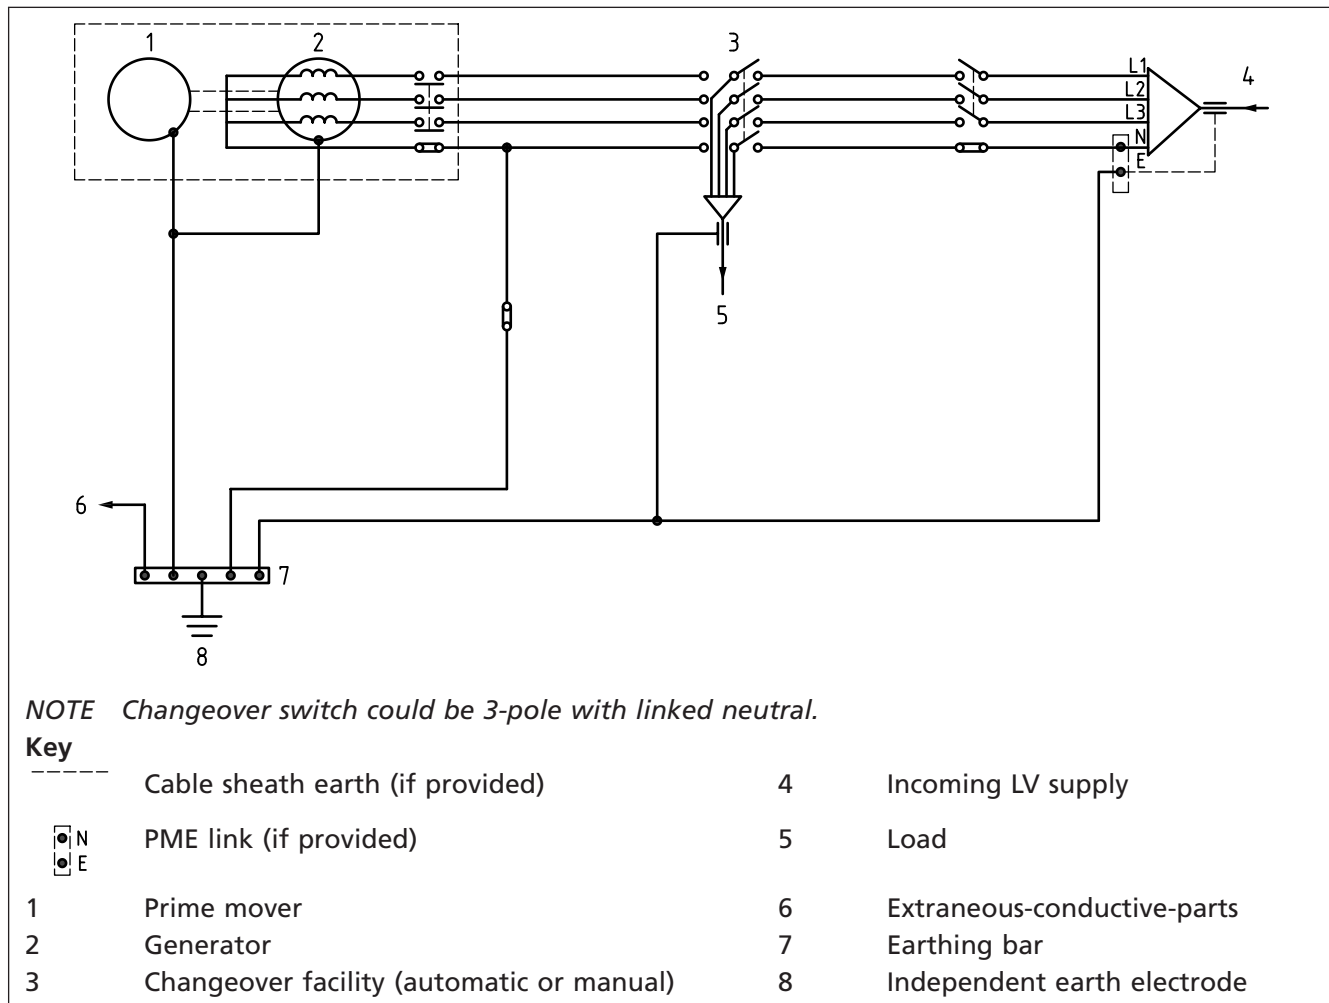 1
2
3
L1
L2
L3
N
E
4
5
6
7
8
NOTE Changeover switch could be 3-pole with linked neutral.
Key
Cable sheath earth (if provided) 4 Incoming LV supply
N
E
PME link (if provided) 5 Load
1 Prime mover 6 Extraneous-conductive-parts
2 Generator 7 Earthing bar
3 Changeover facility (automatic or manual) 8 Independent earth electrode